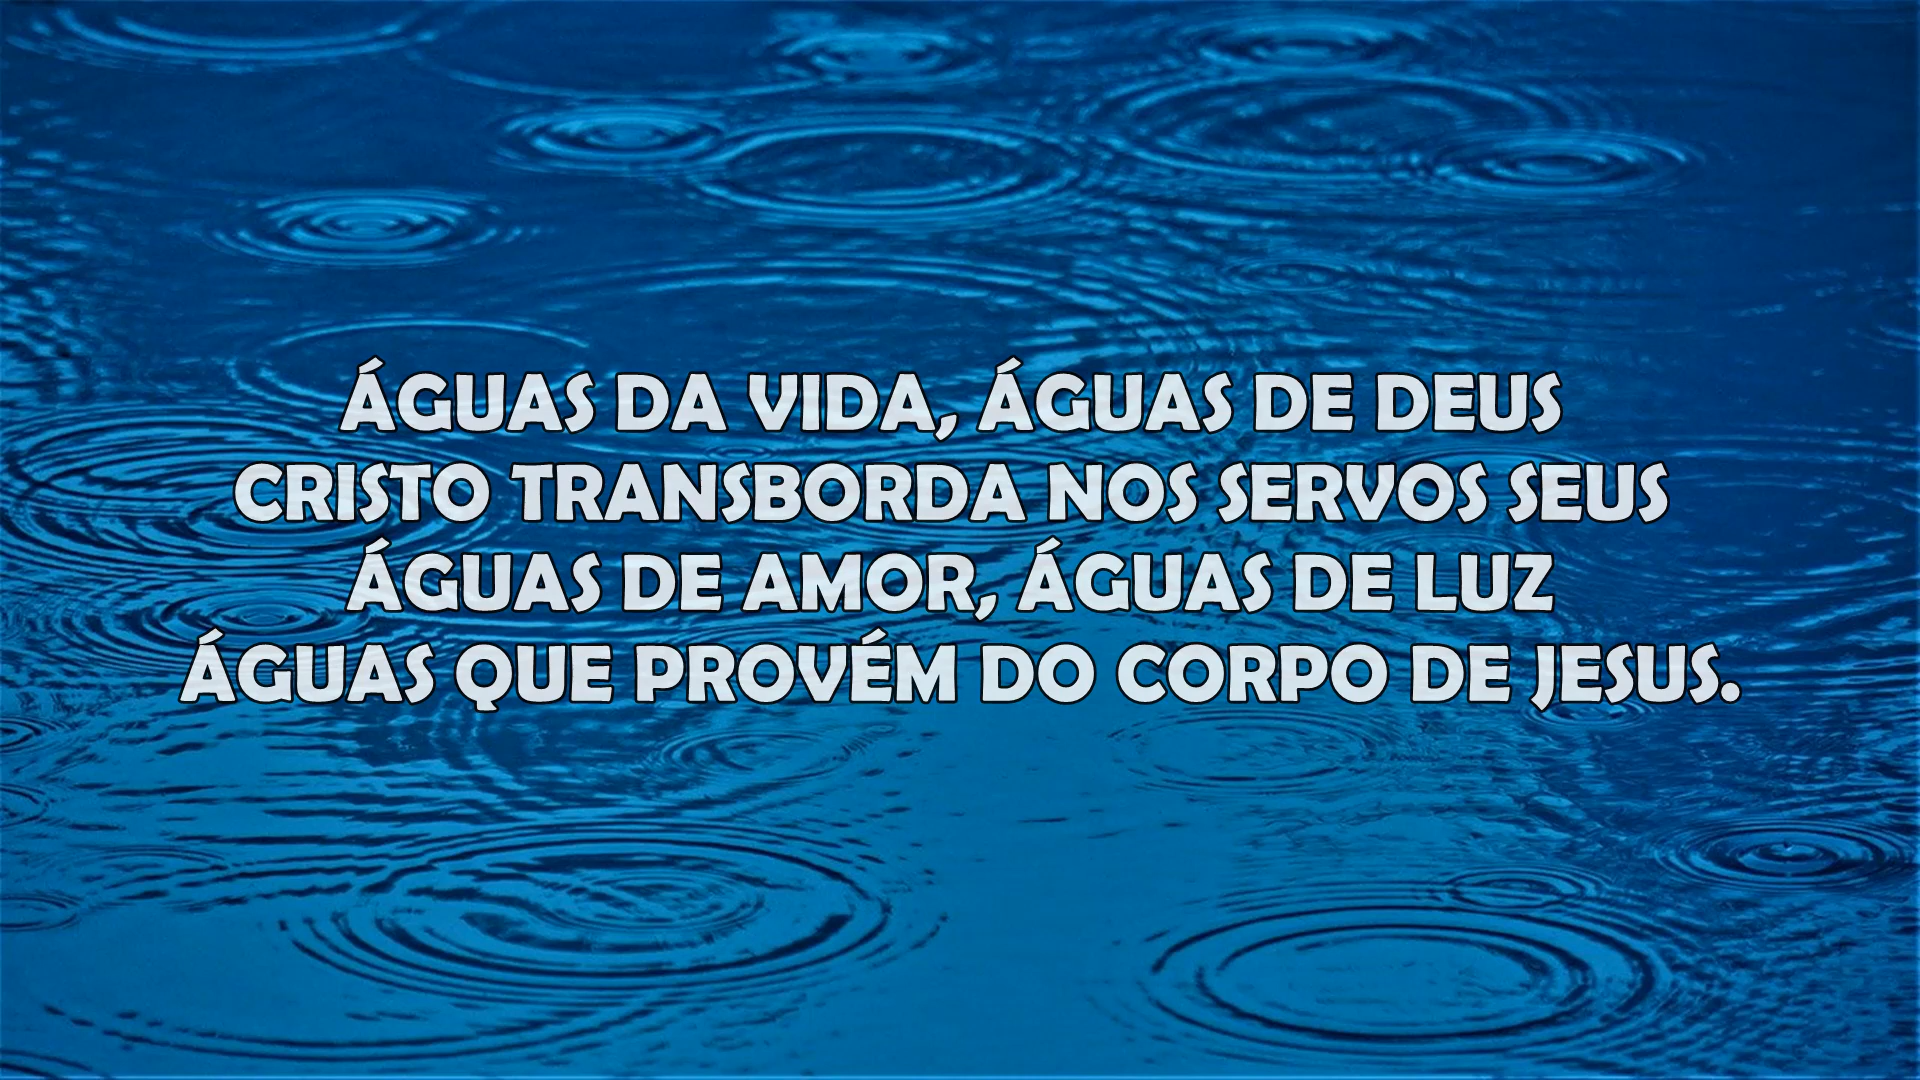 ÁGUAS DA VIDA, ÁGUAS DE DEUS
CRISTO TRANSBORDA NOS SERVOS SEUS
ÁGUAS DE AMOR, ÁGUAS DE LUZ
ÁGUAS QUE PROVÉM DO CORPO DE JESUS.